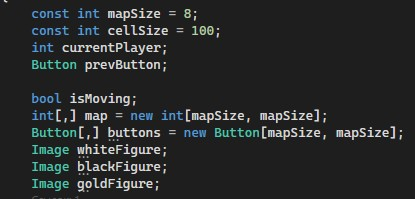 const int mapSize = 8;
const int cellSize = 100;
int currentPlayer;
Button prevButton;
bool isMoving;
int[,] map = new int[mapSize, mapSize];
Button[,] buttons = new Button[mapSize, mapSize];
Image whiteFigure;
Image blackFigure;
Image goldFigure;